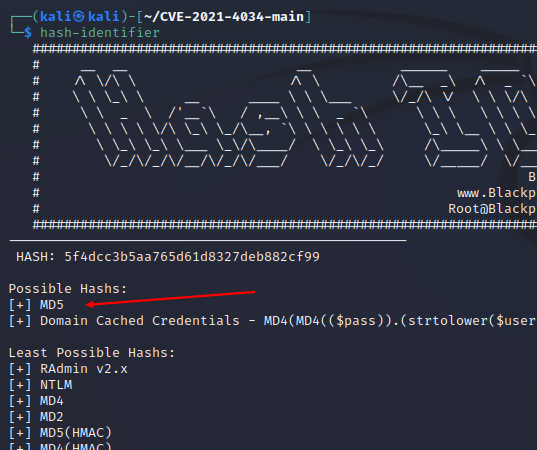 (kali㉿kali)-[~/CVE-2021-4034-main]
$ hash-identifier
B
www.Blackp
Root@Blackp
HASH: 5f4dcc3b5aa765d61d8327deb882cf99
Possible Hashs:
[+] MD5
[+] Domain Cached Credentials - MD4(MD4(($pass)).(strtolower($user
Least Possible Hashs:
[+] RAdmin v2.x
[+] NTLM
[+] MD4
[+] MD2
[+] MD5(HMAC)
[+] MD4(HMAC)